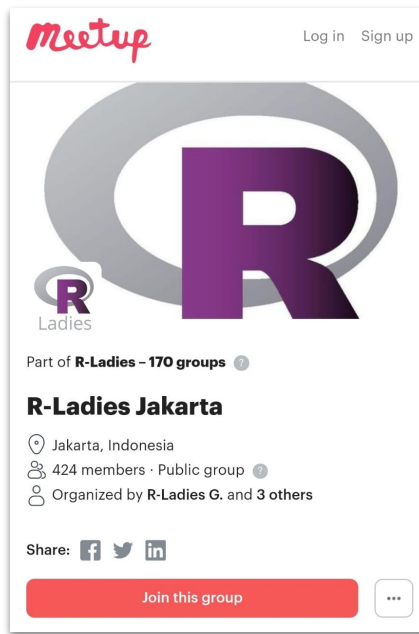 Meetup
Log in Sign up
R
R
Ladies
Part of R-Ladies – 170 groups ?
R-Ladies Jakarta
Jakarta, Indonesia
424 members · Public group ?
Organized by R-Ladies G. and 3 others
Share: f in
Join this group
...